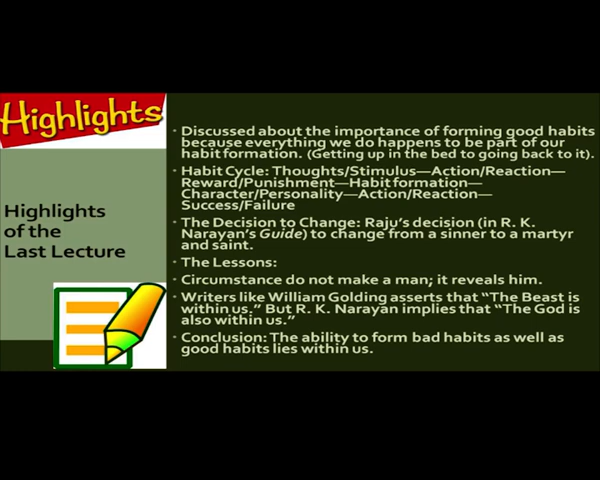 Highlights
Highlights
of the
Last Lecture
• Discussed about the importance of forming good habits
because everything we do happens to be part of our
habit formation. (Getting up in the bed to going back to it).
• Habit Cycle: Thoughts/Stimulus—Action/Reaction—
Reward/Punishment—Habit formation—
Character/Personality—Action/Reaction—
Success/Failure
• The Decision to Change: Raju's decision (in R. K.
Narayan's Guide) to change from a sinner to a martyr
and saint.
• The Lessons:
• Circumstance do not make a man; it reveals him.
• Writers like William Golding asserts that “The Beast is
within us.” But R. K. Narayan implies that “The God is
also within us.”
• Conclusion: The ability to form bad habits as well as
good habits lies within us.